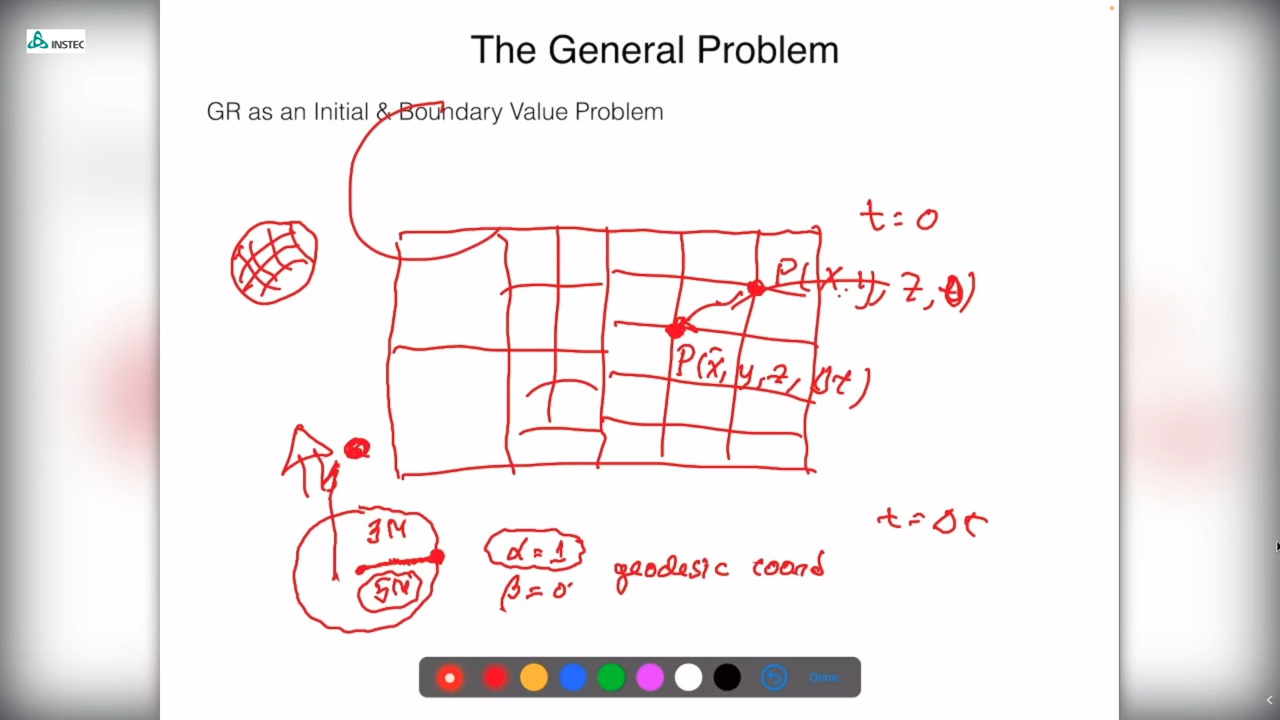 INSTEC
The General Problem
GR as an Initial & Boundary Value Problem
t = 0
P(x, y, z, 0)
P(x̄, y, z, Δt)
t = Δt
3M
5M
α = 1
β = 0
geodesic coord
Done